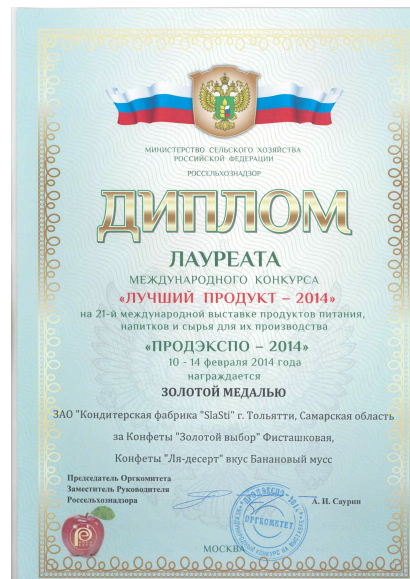 МИНИСТЕРСТВО СЕЛЬСКОГО ХОЗЯЙСТВА
РОССИЙСКОЙ ФЕДЕРАЦИИ
РОССЕЛЬХОЗНАДЗОР
ДИПЛОМ
ЛАУРЕАТА
МЕЖДУНАРОДНОГО КОНКУРСА
«ЛУЧШИЙ ПРОДУКТ – 2014»
на 21-й международной выставке продуктов питания,
напитков и сырья для их производства
«ПРОДЭКСПО – 2014»
10 - 14 февраля 2014 года
награждается
ЗОЛОТОЙ МЕДАЛЬЮ
ЗАО "Кондитерская фабрика "SlaSti" г. Тольятти, Самарская область
за Конфеты "Золотой выбор" Фисташковая,
Конфеты "Ля-десерт" вкус Банановый мусс
Председатель Оргкомитета
Заместитель Руководителя
Россельхознадзора
А. И. Саурин
ОРГКОМИТЕТ
МОСКВА